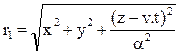 r₁ = √(x² + y² + (z − v.t)² / α²)